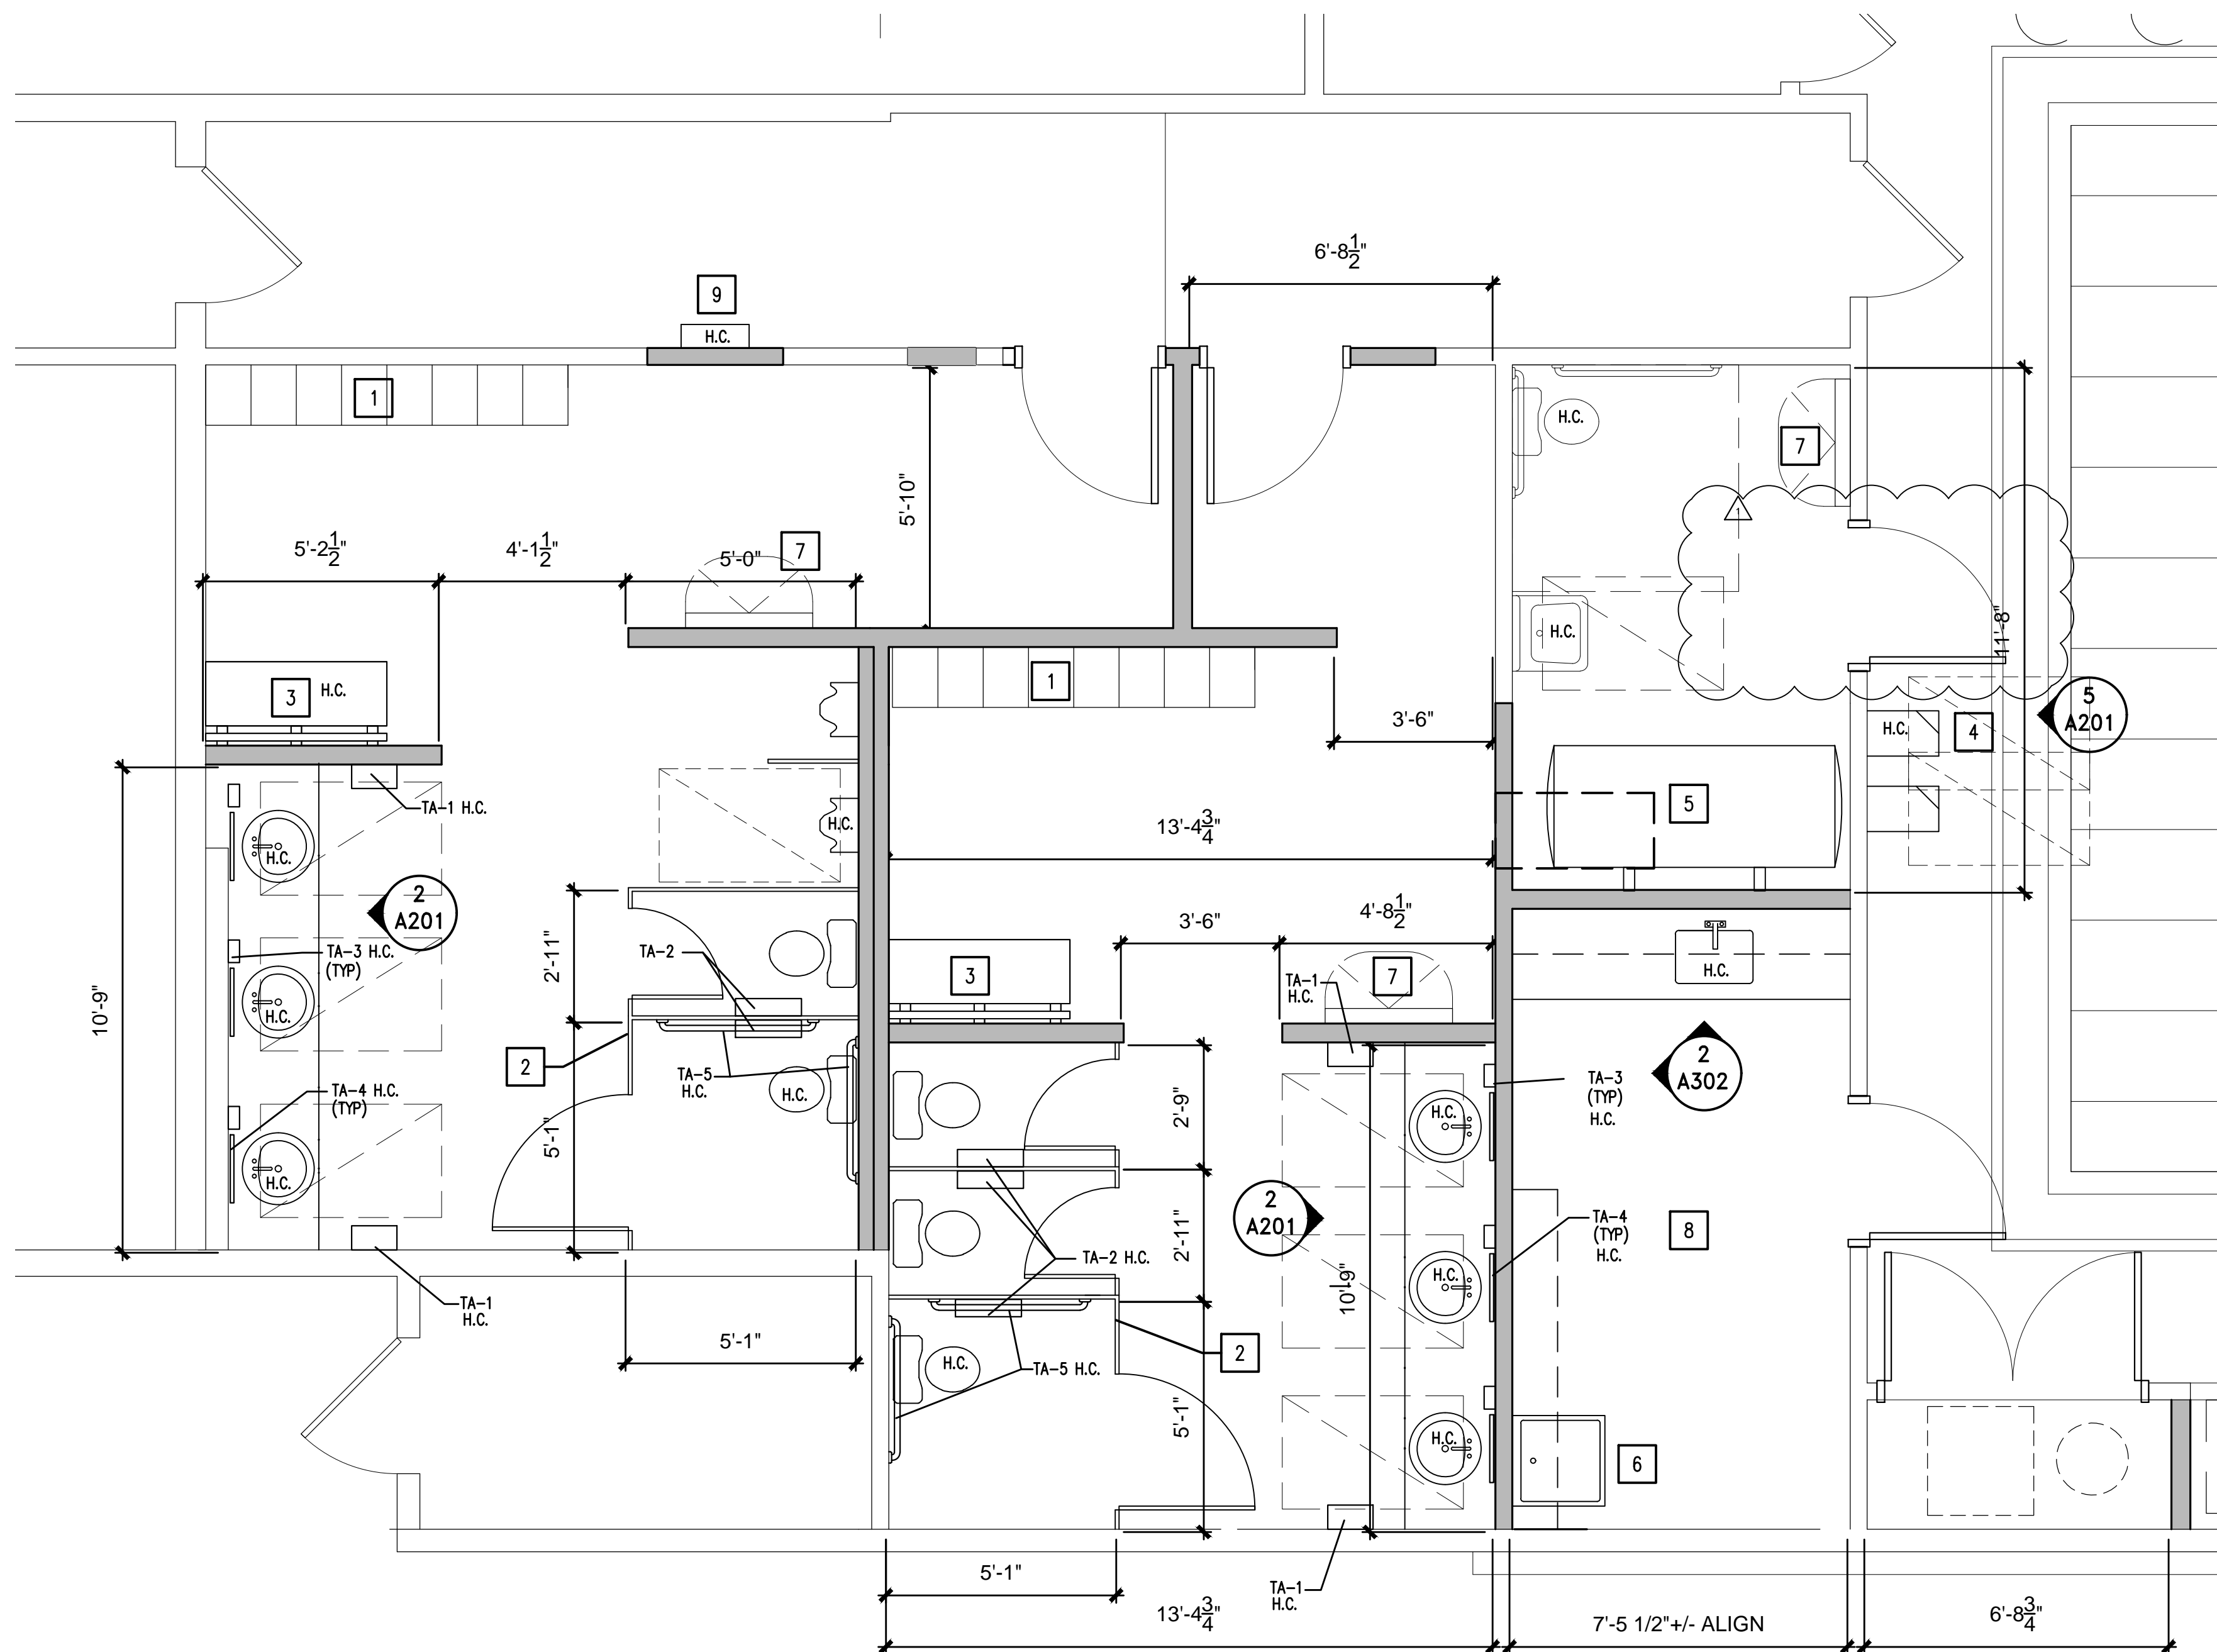 6'-8 1/2"
9
H.C.
1
H.C.
7
5'-10"
1
5'-2 1/2"
4'-1 1/2"
5'-0"
7
11'-8"
H.C.
3
H.C.
1
3'-6"
H.C.
4
5
A201
TA-1 H.C.
H.C.
13'-4 3/4"
5
H.C.
2
A201
2'-11"
TA-2
3
3'-6"
4'-8 1/2"
7
TA-1
H.C.
H.C.
TA-3 H.C.
(TYP)
H.C.
10'-9"
2
TA-5
H.C.
H.C.
2'-9"
TA-3
(TYP)
H.C.
2
A302
TA-4 H.C.
(TYP)
5'-1"
H.C.
H.C.
2
A201
2'-11"
TA-2 H.C.
TA-4
(TYP)
H.C.
8
H.C.
10'-9"
TA-1
H.C.
5'-1"
H.C.
TA-5 H.C.
2
5'-1"
H.C.
6
5'-1"
TA-1
H.C.
13'-4 3/4"
7'-5 1/2"+/- ALIGN
6'-8 3/4"